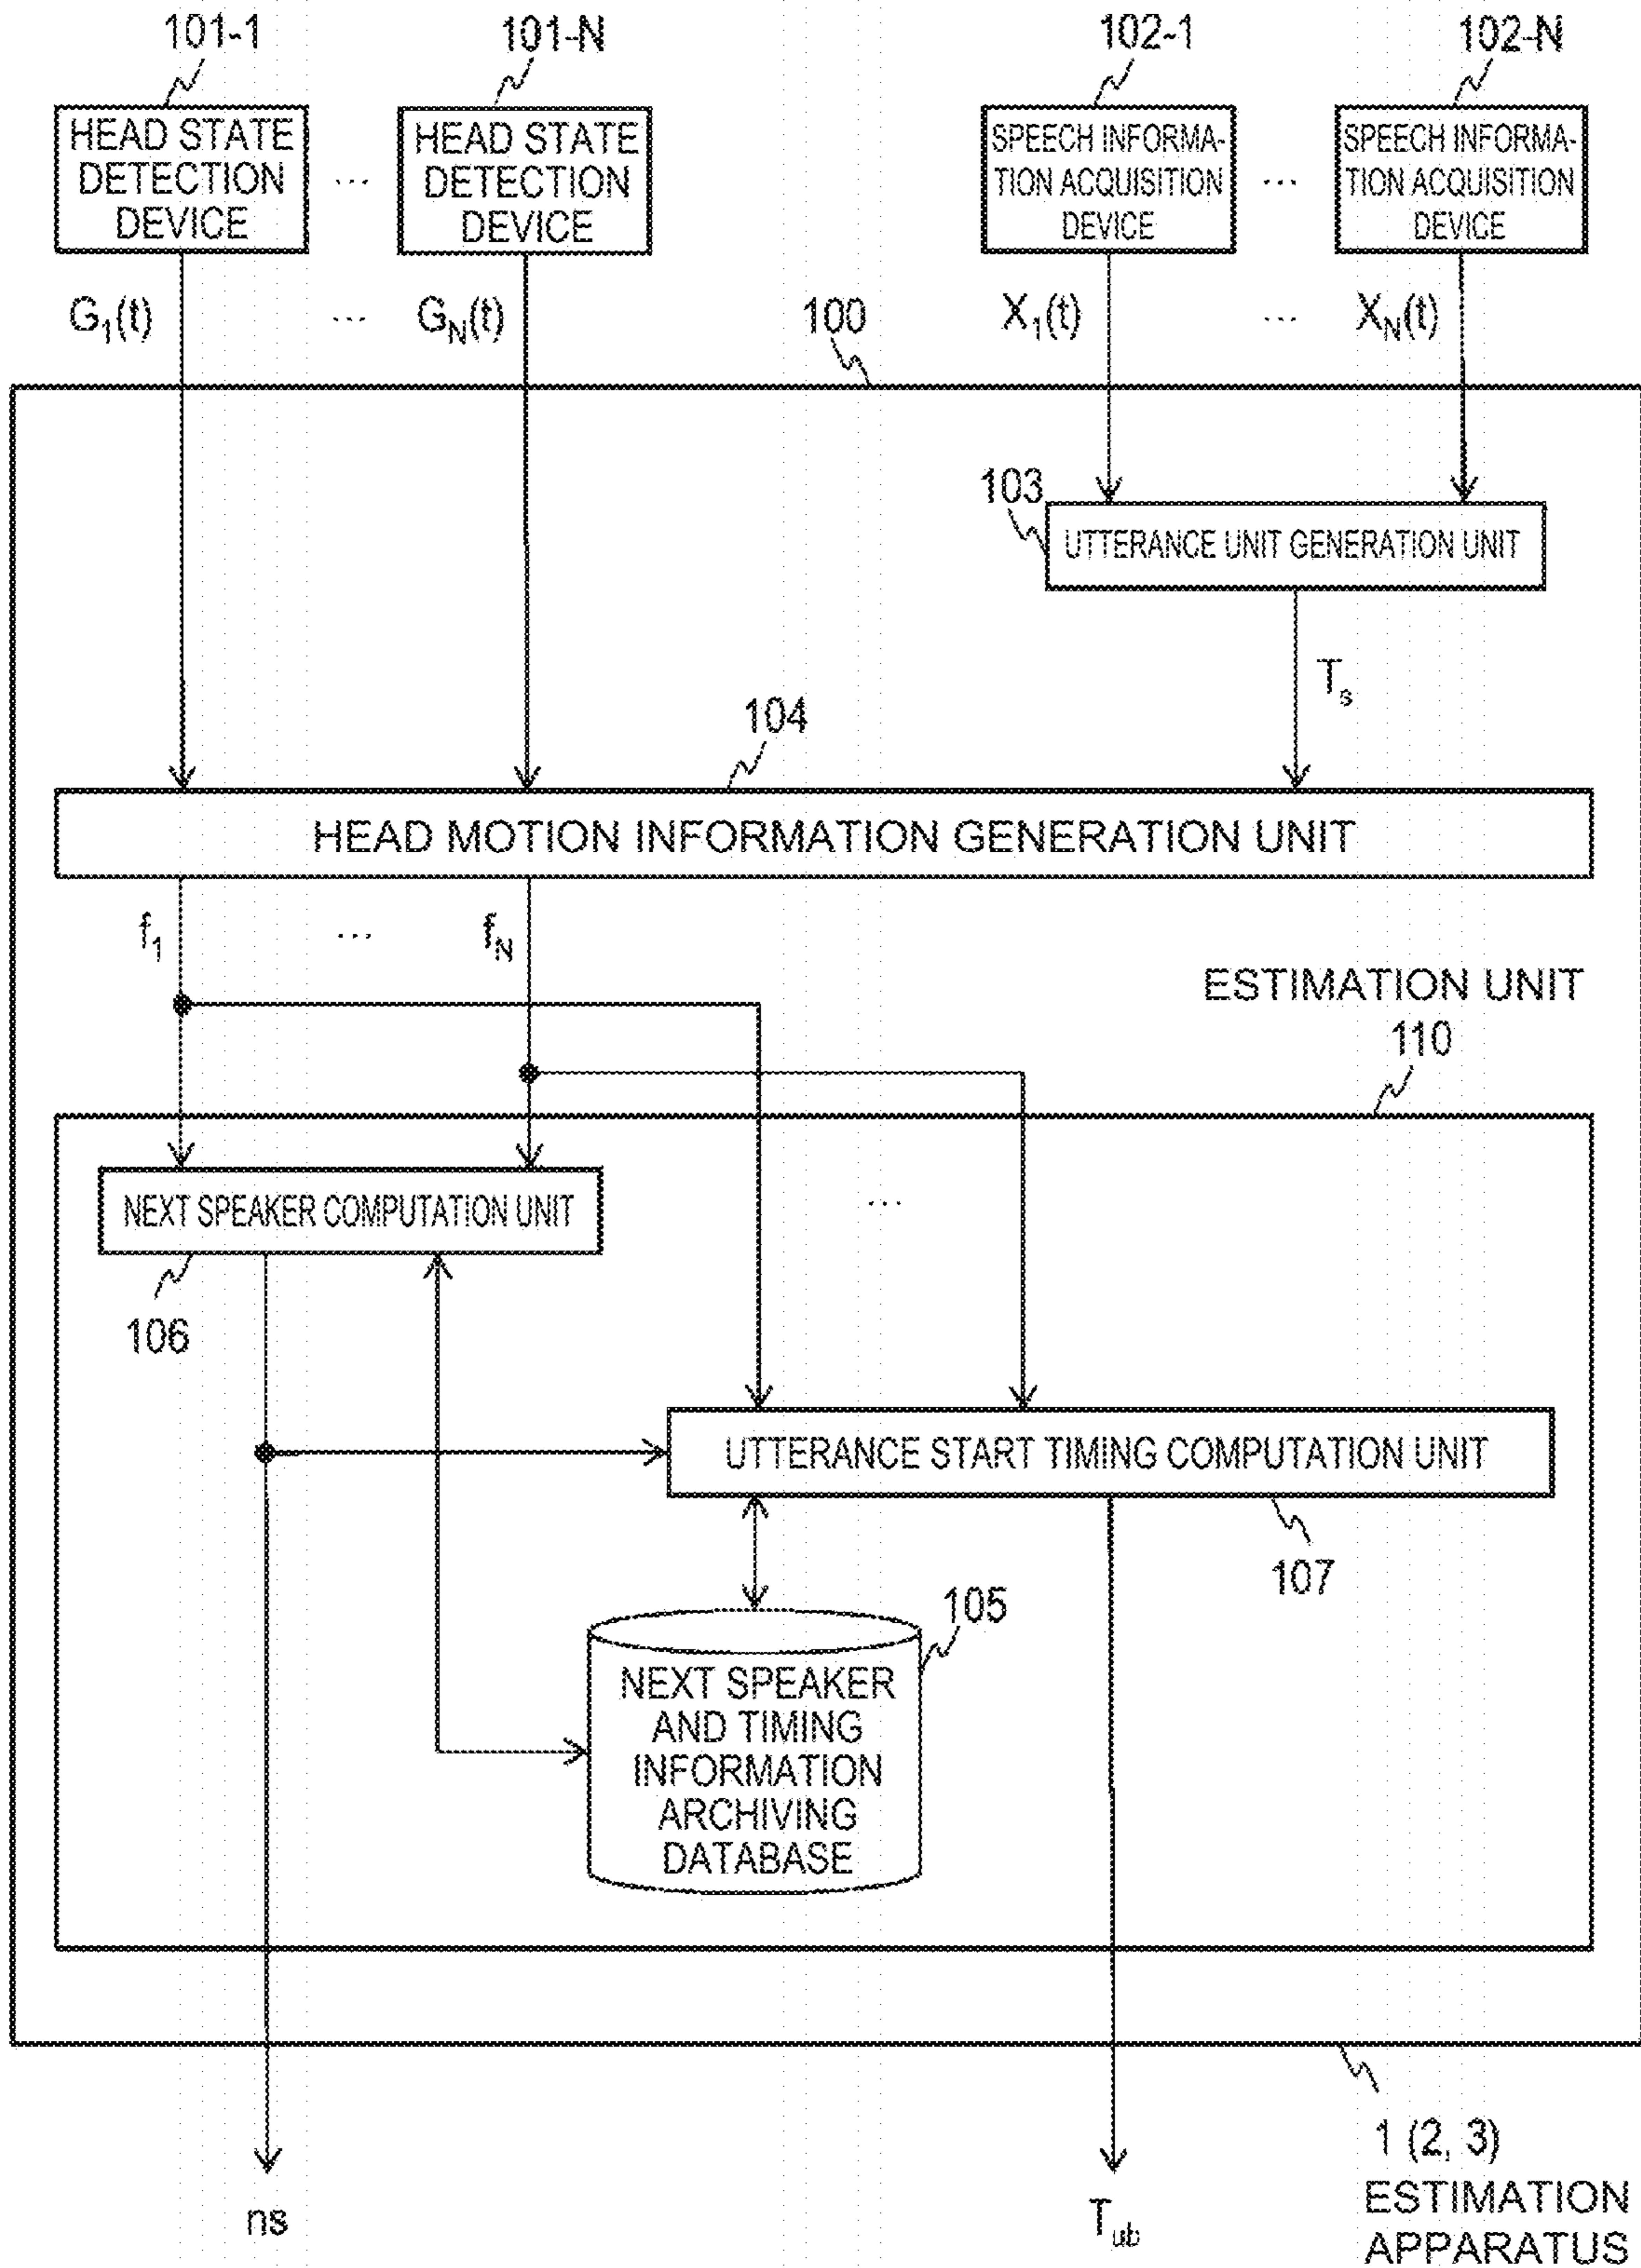 101-1
101-N
102-1
102-N
HEAD STATE
DETECTION
DEVICE
...
HEAD STATE
DETECTION
DEVICE
SPEECH INFORMA-
TION ACQUISITION
DEVICE
...
SPEECH INFORMA-
TION ACQUISITION
DEVICE
G1(t)
...
GN(t)
100
X1(t)
...
XN(t)
103
UTTERANCE UNIT GENERATION UNIT
Ts
104
HEAD MOTION INFORMATION GENERATION UNIT
f1
...
fN
ESTIMATION UNIT
110
NEXT SPEAKER COMPUTATION UNIT
...
106
UTTERANCE START TIMING COMPUTATION UNIT
107
105
NEXT SPEAKER
AND TIMING
INFORMATION
ARCHIVING
DATABASE
1 (2, 3)
ESTIMATION
APPARATUS
ns
Tub